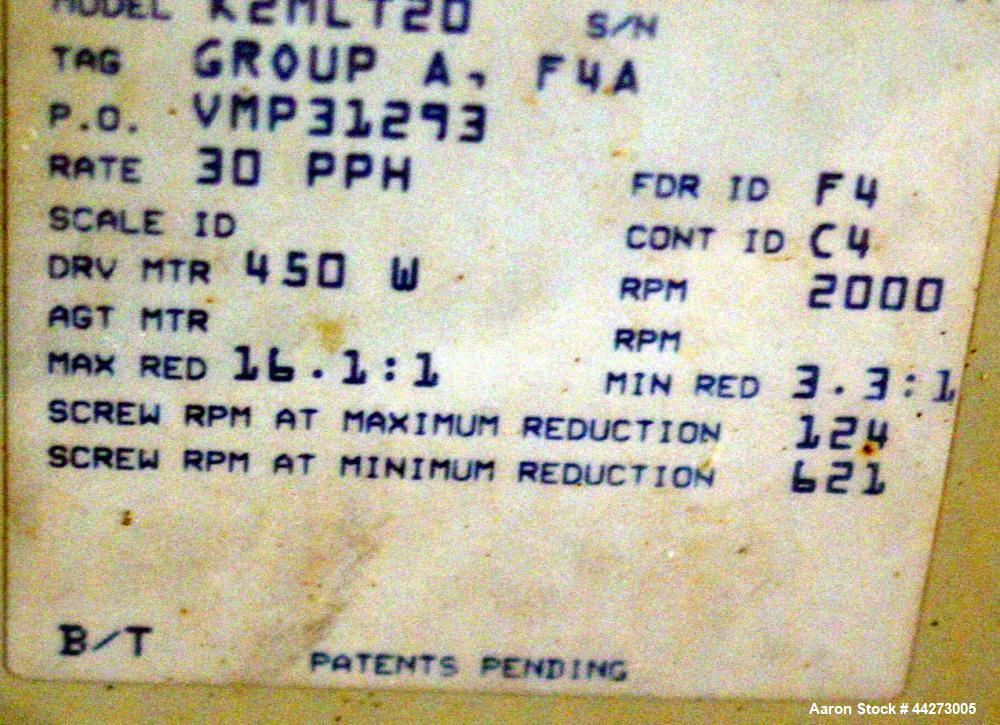 MODEL K2MLT20 S/N
TAG GROUP A, F4A
P.O. VMP31293
RATE 30 PPH FDR ID F4
SCALE ID CONT ID C4
DRV MTR 450 W RPM 2000
AGT MTR RPM
MAX RED 16.1:1 MIN RED 3.3:1
SCREW RPM AT MAXIMUM REDUCTION 124
SCREW RPM AT MINIMUM REDUCTION 621
B/T
PATENTS PENDING
Aaron Stock # 44273005